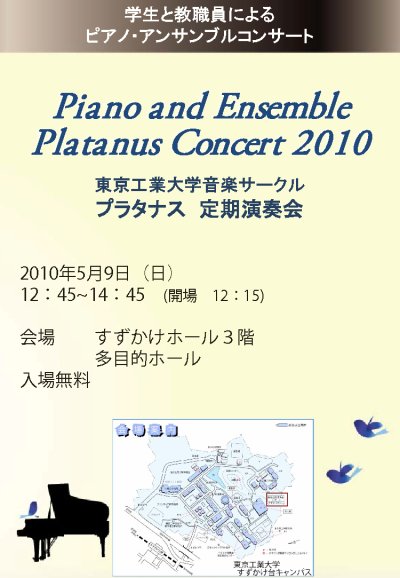 学生と教職員による
ピアノ・アンサンブルコンサート
Piano and Ensemble
Platanus Concert 2010
東京工業大学音楽サークル
プラタナス 定期演奏会
2010年5月9日（日）
12：45~14：45 (開場 12：15)
会場 すずかけホール３階
多目的ホール
入場無料
会場案内
東京工業大学
すずかけ台キャンパス